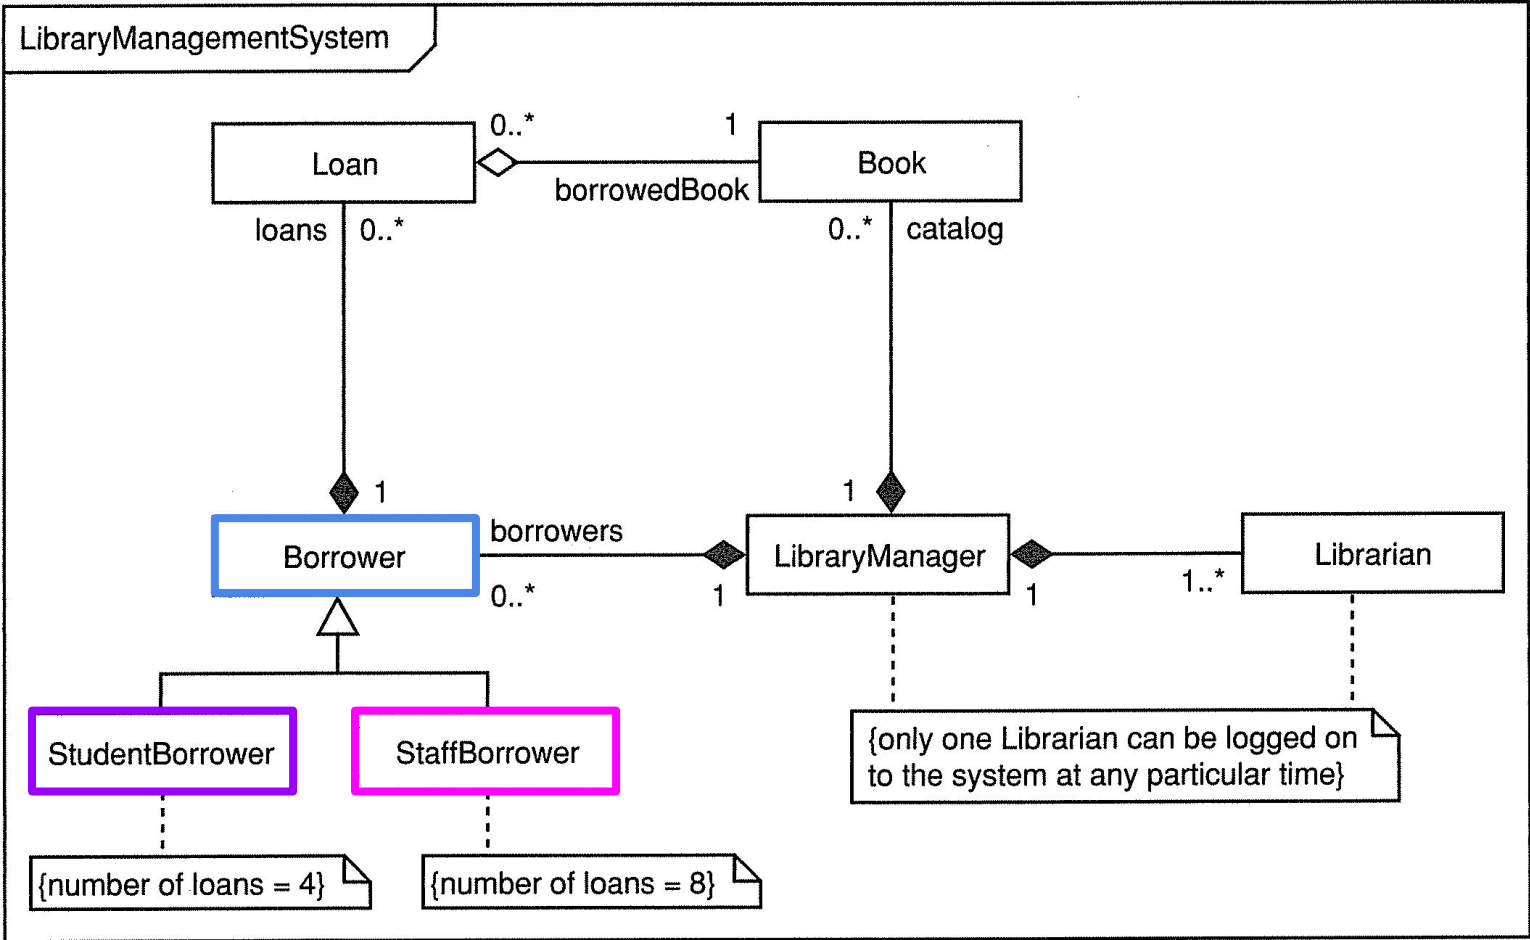 LibraryManagementSystem
0..*
1
Loan
Book
borrowedBook
loans
0..*
0..*
catalog
1
1
borrowers
Borrower
LibraryManager
Librarian
0..*
1
1
1..*
StudentBorrower
StaffBorrower
{only one Librarian can be logged on
to the system at any particular time}
{number of loans = 4}
{number of loans = 8}